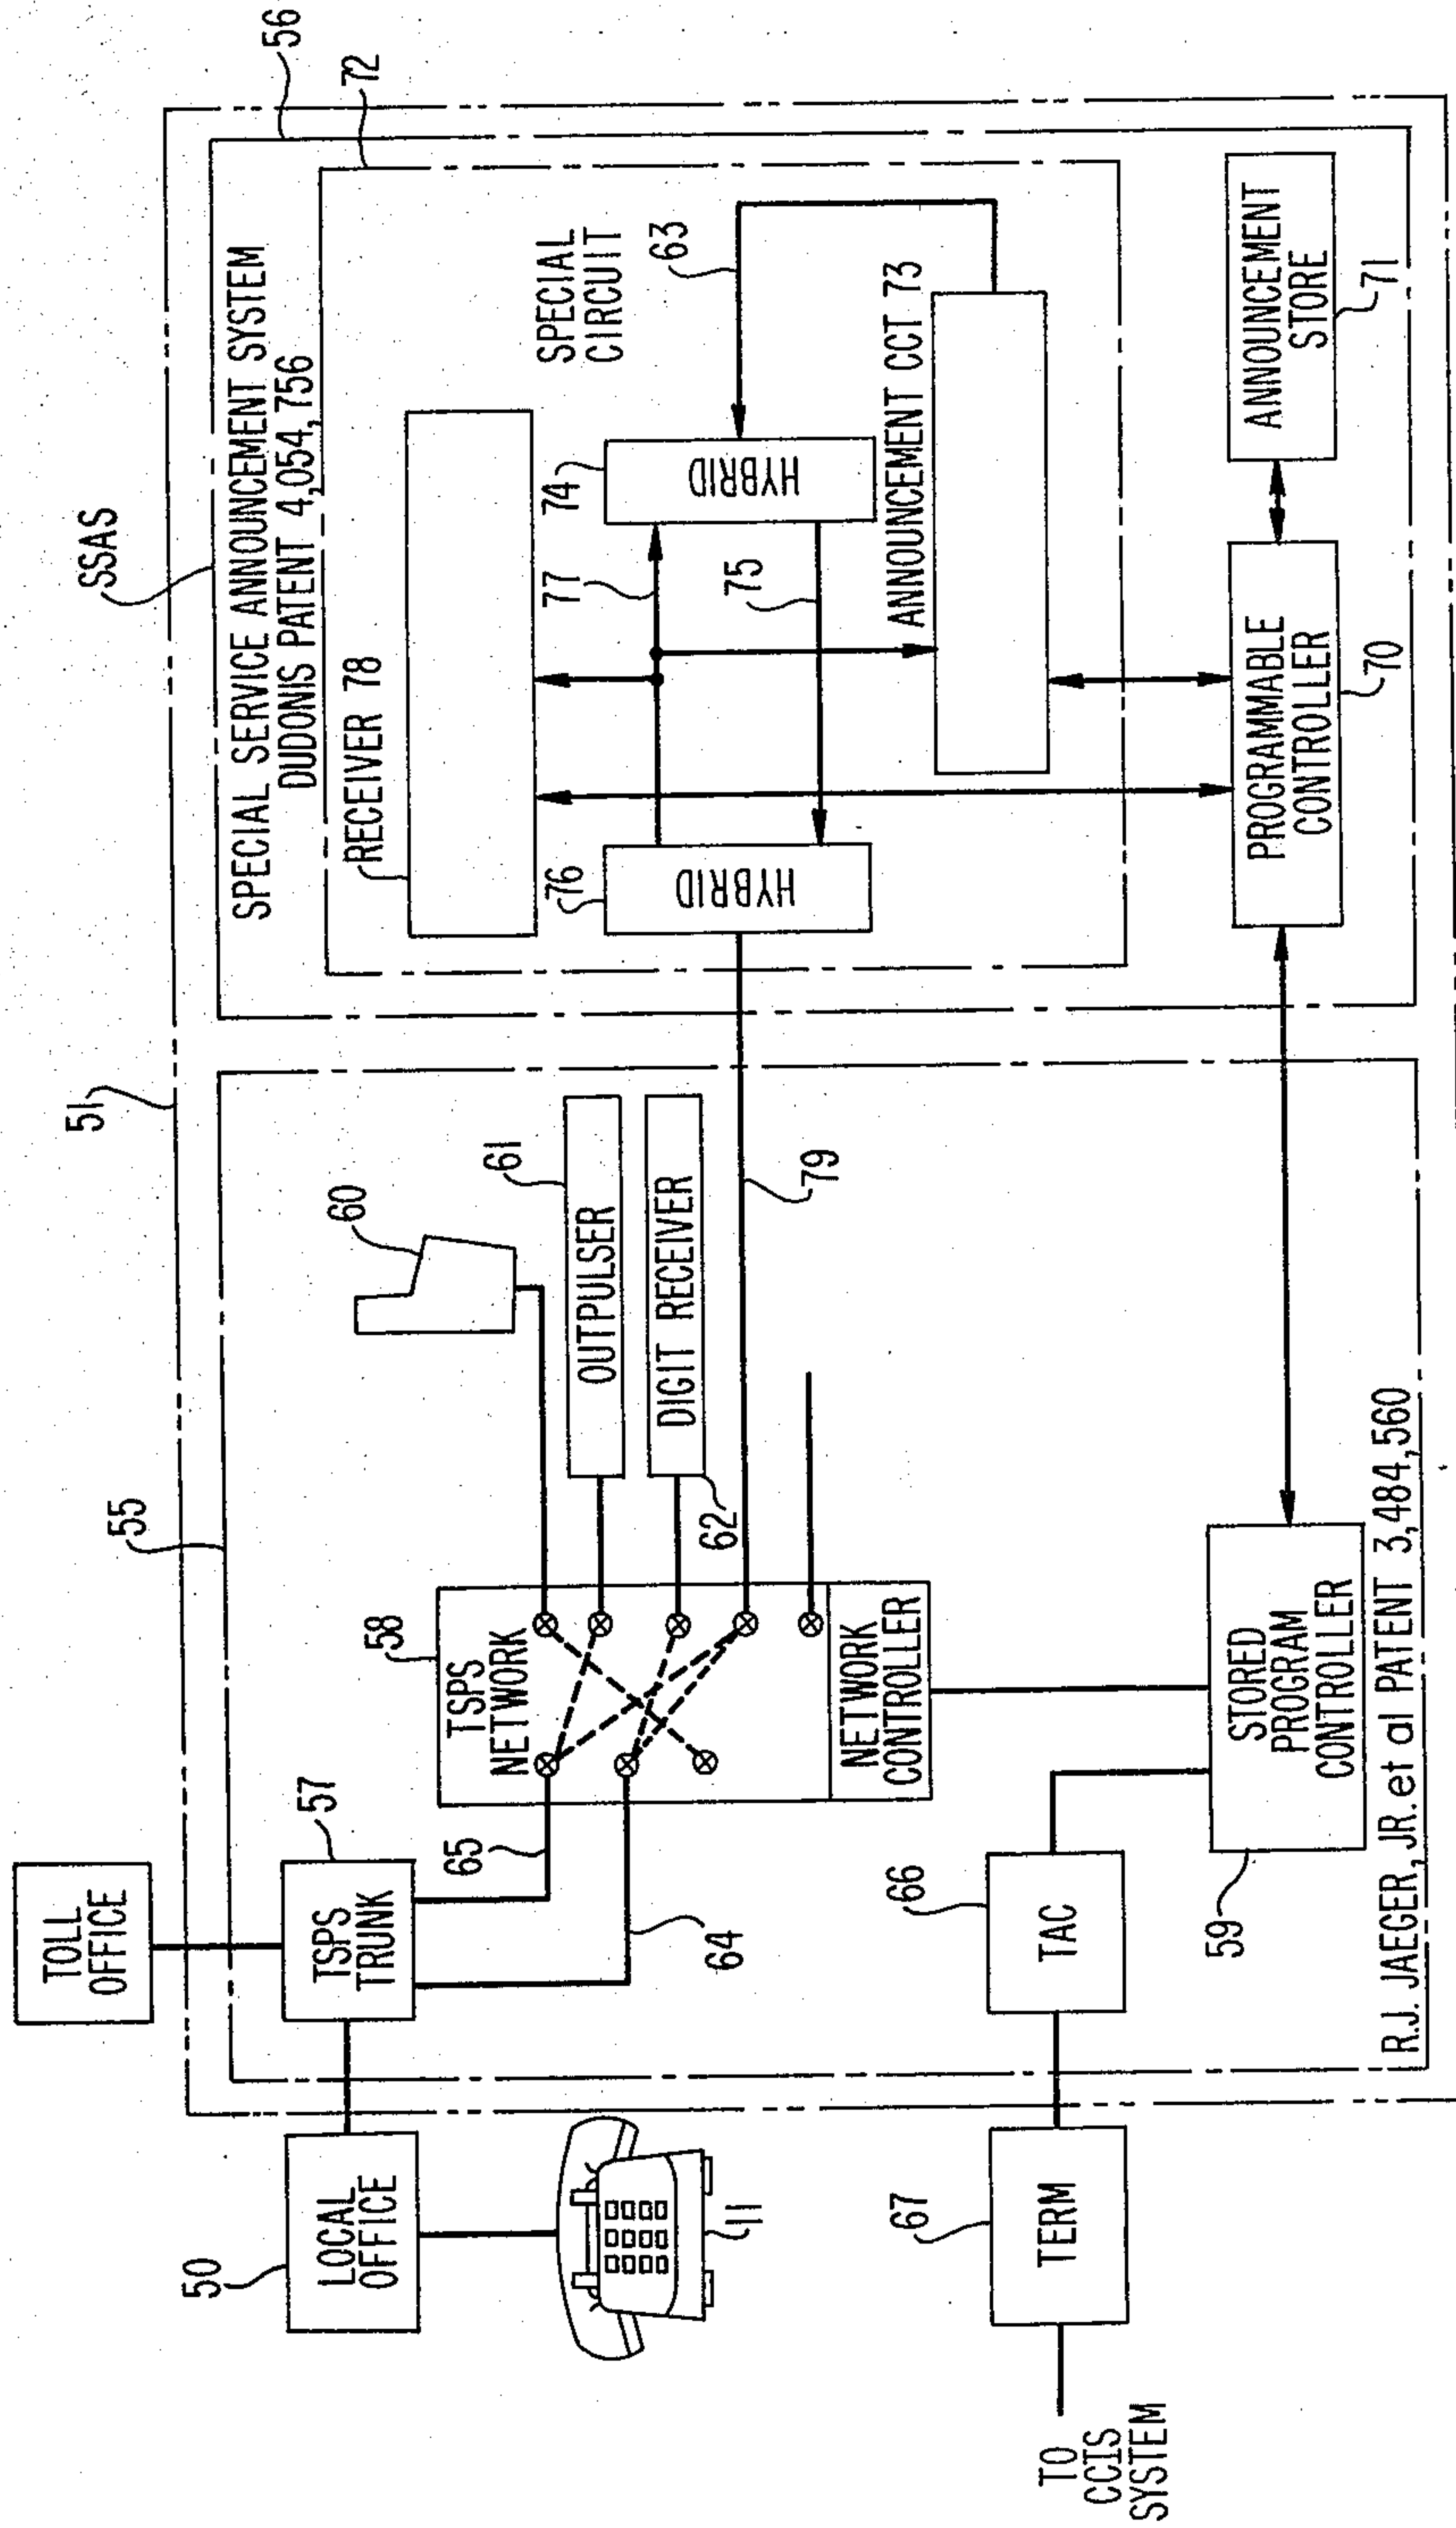 SSAS
56
SPECIAL SERVICE ANNOUNCEMENT SYSTEM
DUDONIS PATENT 4,054,756
72
51
55
TOLL
OFFICE
57
TSPS
TRUNK
50
LOCAL
OFFICE
11
65
64
58
TSPS
NETWORK
NETWORK
CONTROLLER
60
61
OUTPULSER
DIGIT RECEIVER
62
79
RECEIVER 78
76
HYBRID
77
74
HYBRID
75
SPECIAL
CIRCUIT
63
ANNOUNCEMENT CCT 73
PROGRAMMABLE
CONTROLLER
70
ANNOUNCEMENT
STORE
71
TO
CCIS
SYSTEM
67
TERM
66
TAC
59
STORED
PROGRAM
CONTROLLER
R.J. JAEGER, JR. et al PATENT 3,484,560